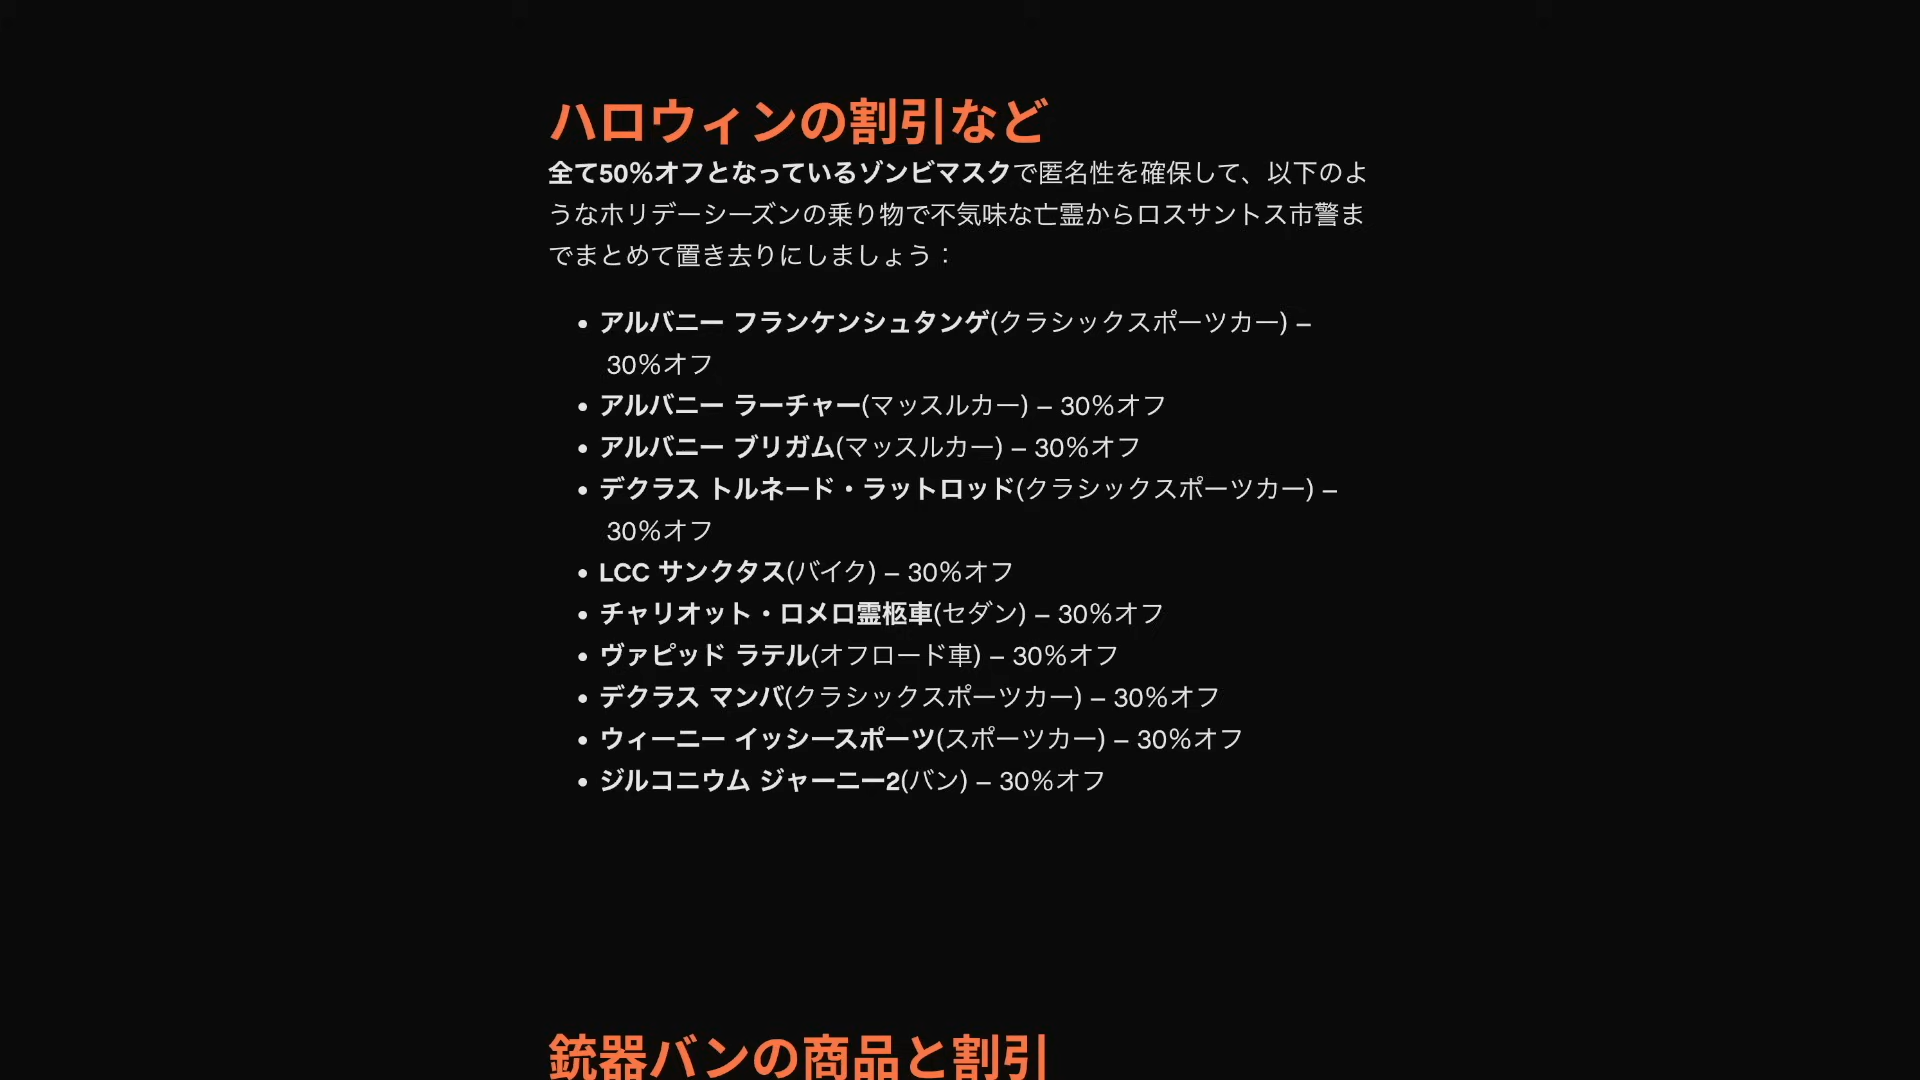 ハロウィンの割引など
全て50%オフとなっているゾンビマスクで匿名性を確保して、以下のよ
うなホリデーシーズンの乗り物で不気味な亡霊からロスサントス市警ま
でまとめて置き去りにしましょう：
• アルバニー フランケンシュタンゲ(クラシックスポーツカー) –
30%オフ
• アルバニー ラーチャー(マッスルカー) – 30%オフ
• アルバニー ブリガム(マッスルカー) – 30%オフ
• デクラス トルネード・ラットロッド(クラシックスポーツカー) –
30%オフ
• LCC サンクタス(バイク) – 30%オフ
• チャリオット・ロメロ霊柩車(セダン) – 30%オフ
• ヴァピッド ラテル(オフロード車) – 30%オフ
• デクラス マンバ(クラシックスポーツカー) – 30%オフ
• ウィーニー イッシースポーツ(スポーツカー) – 30%オフ
• ジルコニウム ジャーニー2(バン) – 30%オフ
銃器バンの商品と割引